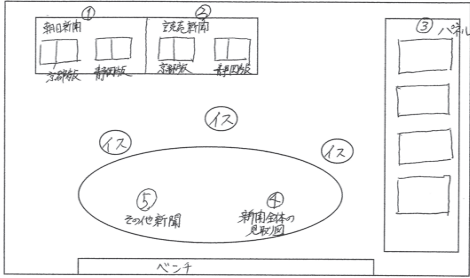 ①
朝日新聞
京都版
静岡版
②
読売新聞
京都版
静岡版
③
パネル
イス
イス
イス
⑤
その他新聞
④
新聞全体の
見取り図
ベンチ